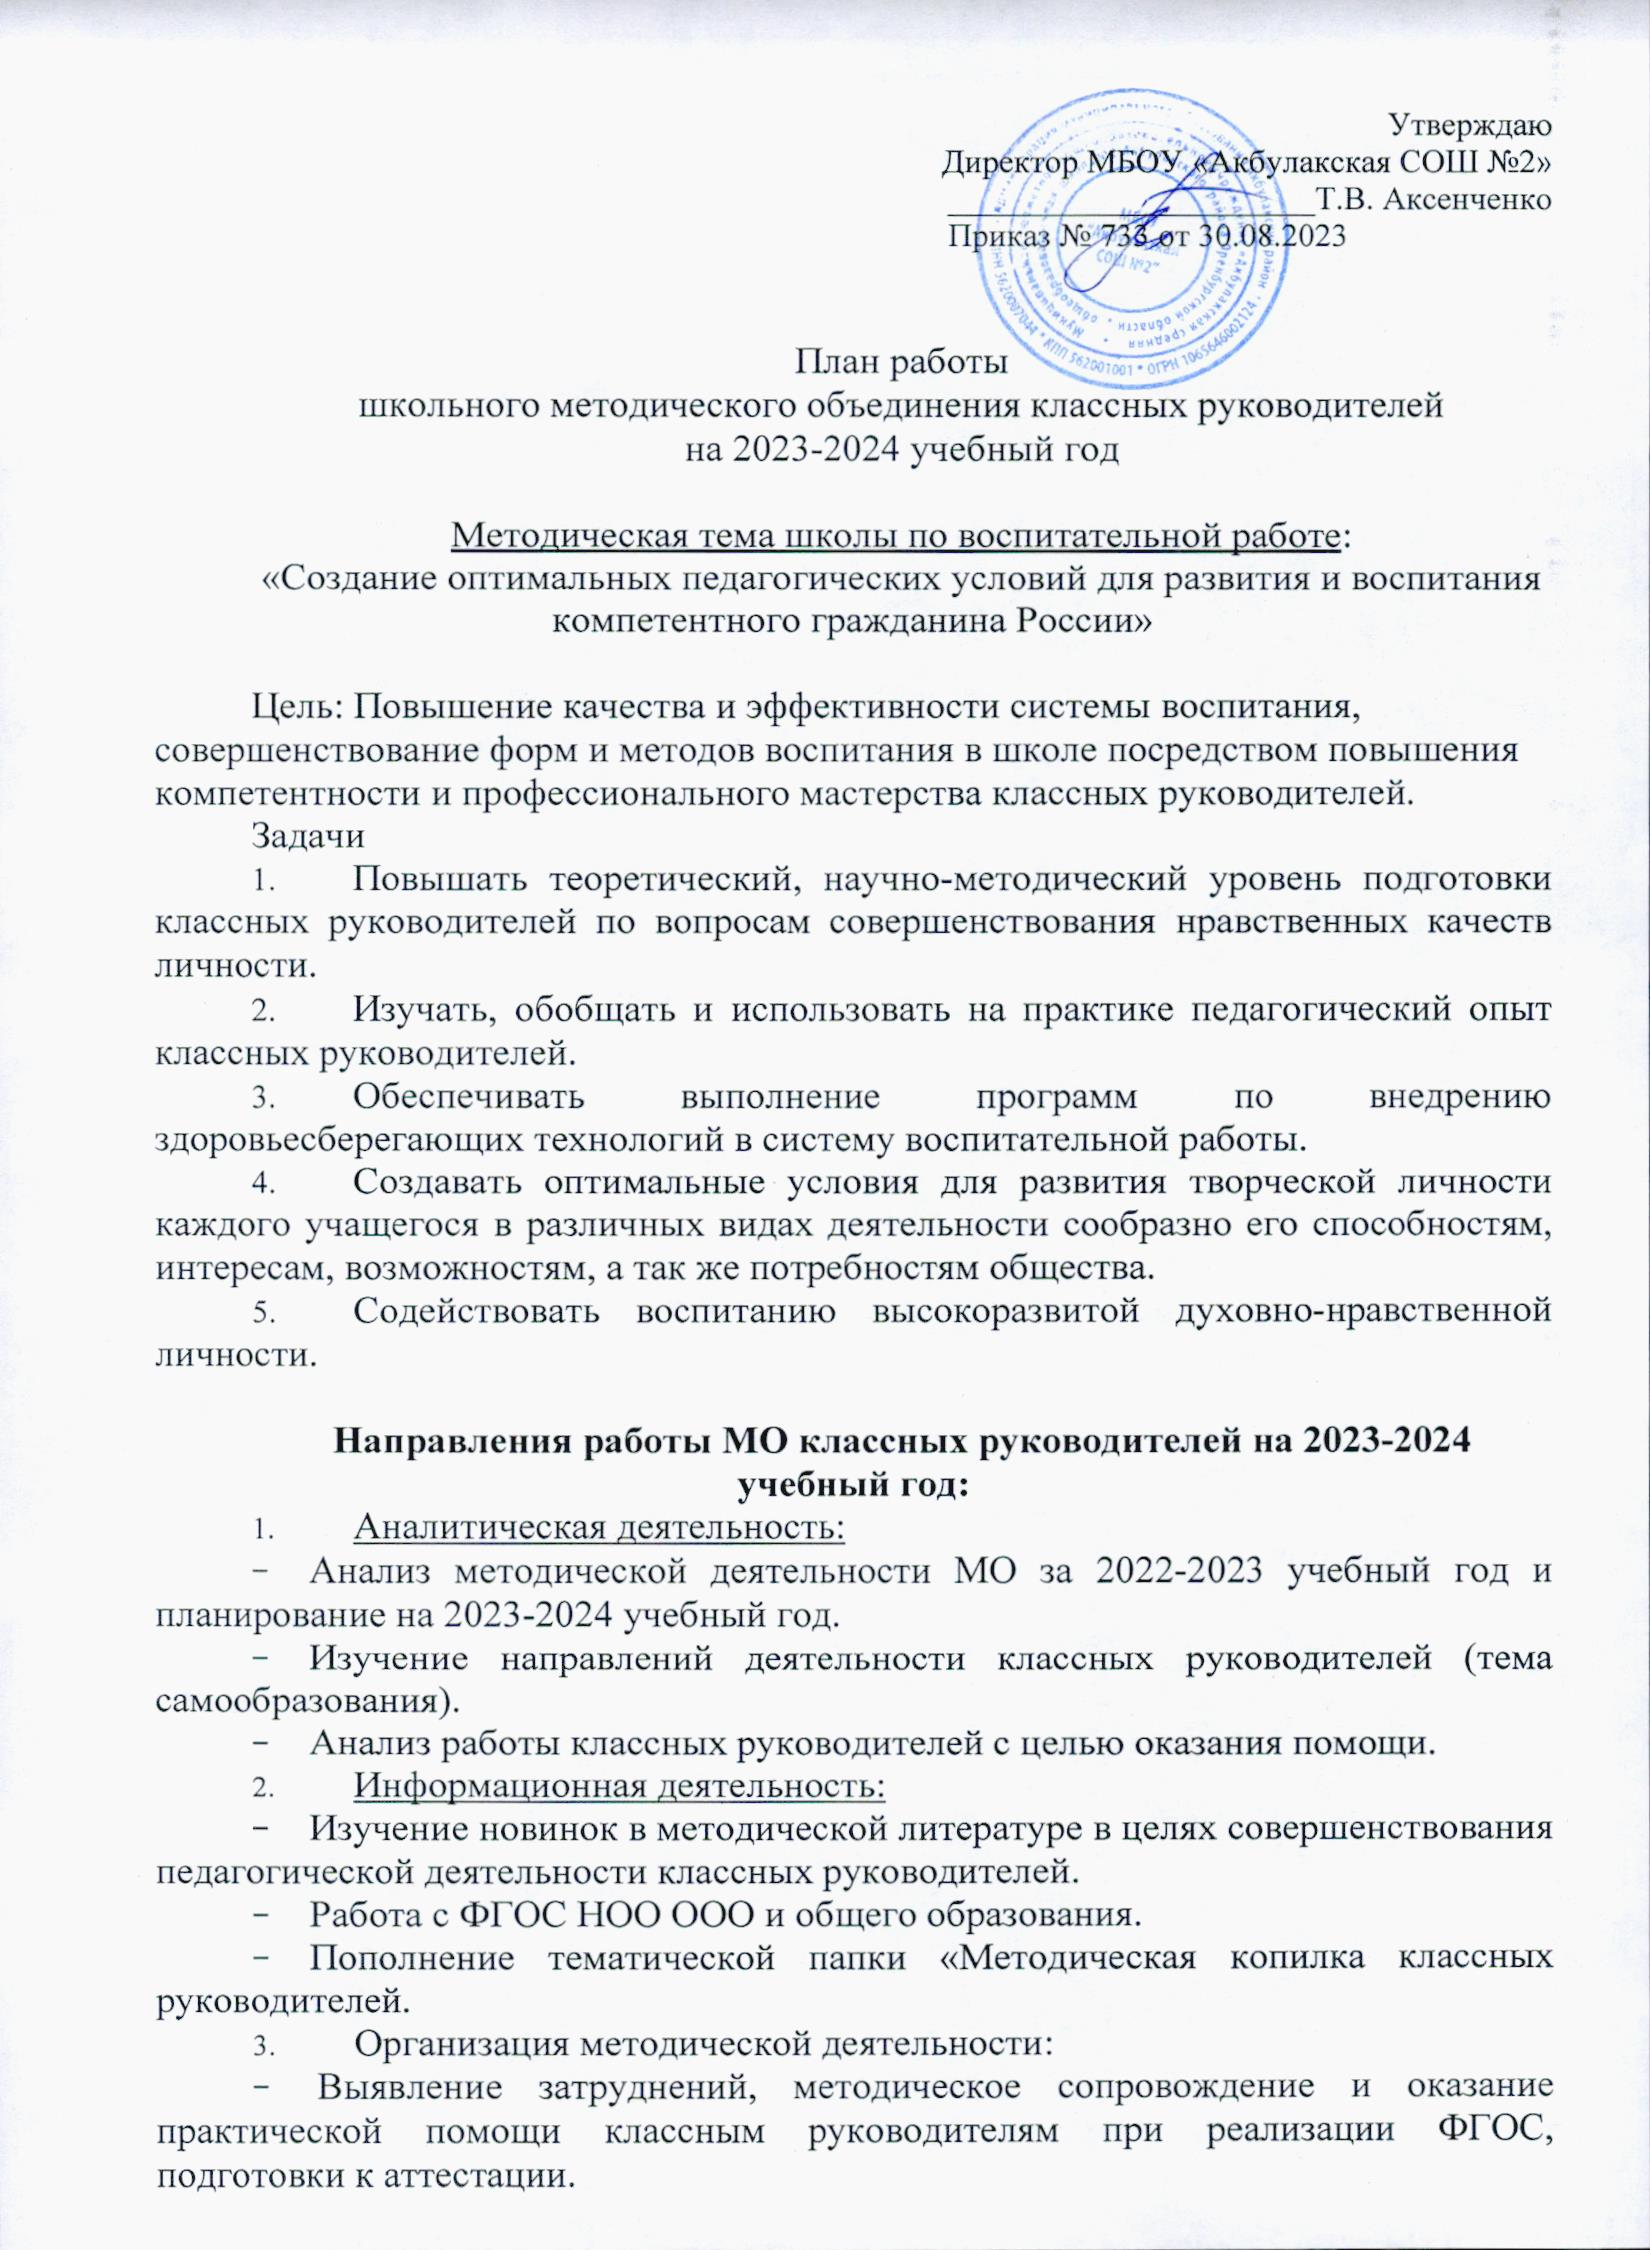 Утверждаю
Директор МБОУ «Акбулакская СОШ №2»
Т.В. Аксенченко
Приказ № 733 от 30.08.2023
СОШ №2"
ИНН 5620007044 * КПП 562001001 * ОГРН 1065646002124
План работы
школьного методического объединения классных руководителей
на 2023-2024 учебный год
Методическая тема школы по воспитательной работе:
«Создание оптимальных педагогических условий для развития и воспитания
компетентного гражданина России»
Цель: Повышение качества и эффективности системы воспитания,
совершенствование форм и методов воспитания в школе посредством повышения
компетентности и профессионального мастерства классных руководителей.
Задачи
1. Повышать теоретический, научно-методический уровень подготовки
классных руководителей по вопросам совершенствования нравственных качеств
личности.
2. Изучать, обобщать и использовать на практике педагогический опыт
классных руководителей.
3. Обеспечивать выполнение программ по внедрению
здоровьесберегающих технологий в систему воспитательной работы.
4. Создавать оптимальные условия для развития творческой личности
каждого учащегося в различных видах деятельности сообразно его способностям,
интересам, возможностям, а так же потребностям общества.
5. Содействовать воспитанию высокоразвитой духовно-нравственной
личности.
Направления работы МО классных руководителей на 2023-2024
учебный год:
1. Аналитическая деятельность:
− Анализ методической деятельности МО за 2022-2023 учебный год и
планирование на 2023-2024 учебный год.
− Изучение направлений деятельности классных руководителей (тема
самообразования).
− Анализ работы классных руководителей с целью оказания помощи.
2. Информационная деятельность:
− Изучение новинок в методической литературе в целях совершенствования
педагогической деятельности классных руководителей.
− Работа с ФГОС НОО ООО и общего образования.
− Пополнение тематической папки «Методическая копилка классных
руководителей.
3. Организация методической деятельности:
− Выявление затруднений, методическое сопровождение и оказание
практической помощи классным руководителям при реализации ФГОС,
подготовки к аттестации.